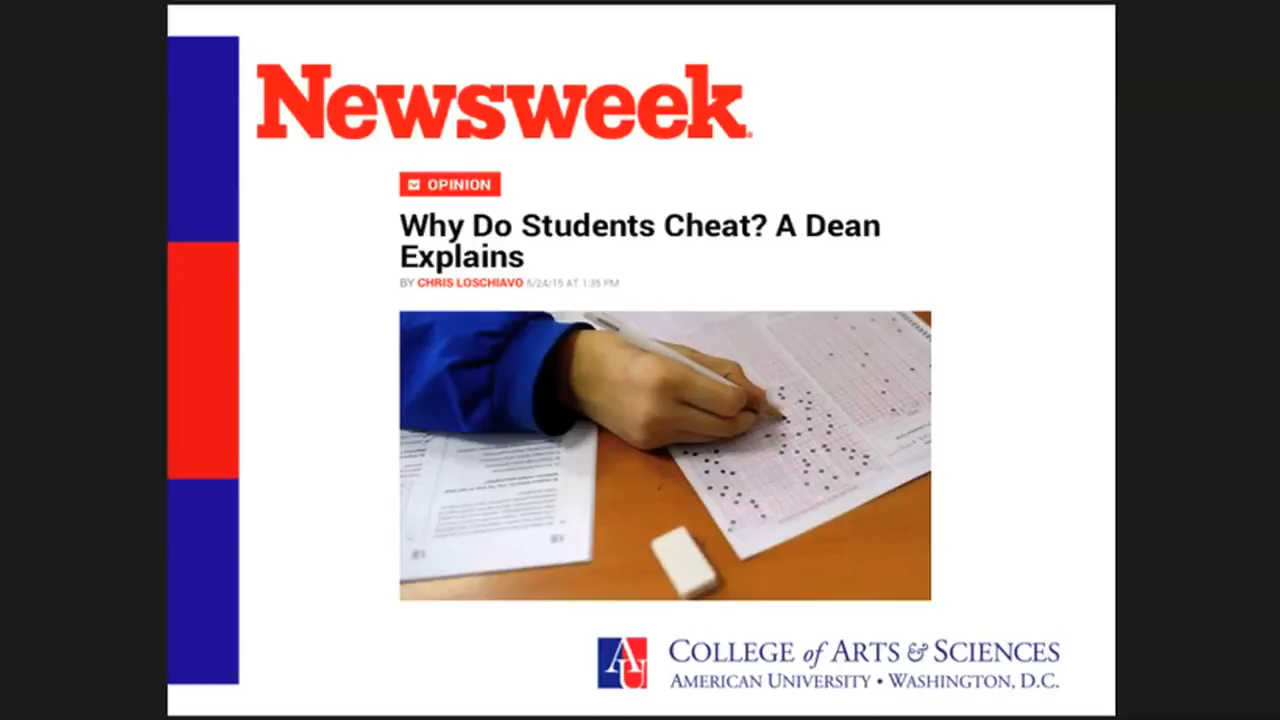 Newsweek
OPINION
Why Do Students Cheat? A Dean
Explains
BY CHRIS LOSCHIAVO 5/24/15 AT 1:35 PM
AU
COLLEGE of ARTS & SCIENCES
AMERICAN UNIVERSITY • WASHINGTON, D.C.